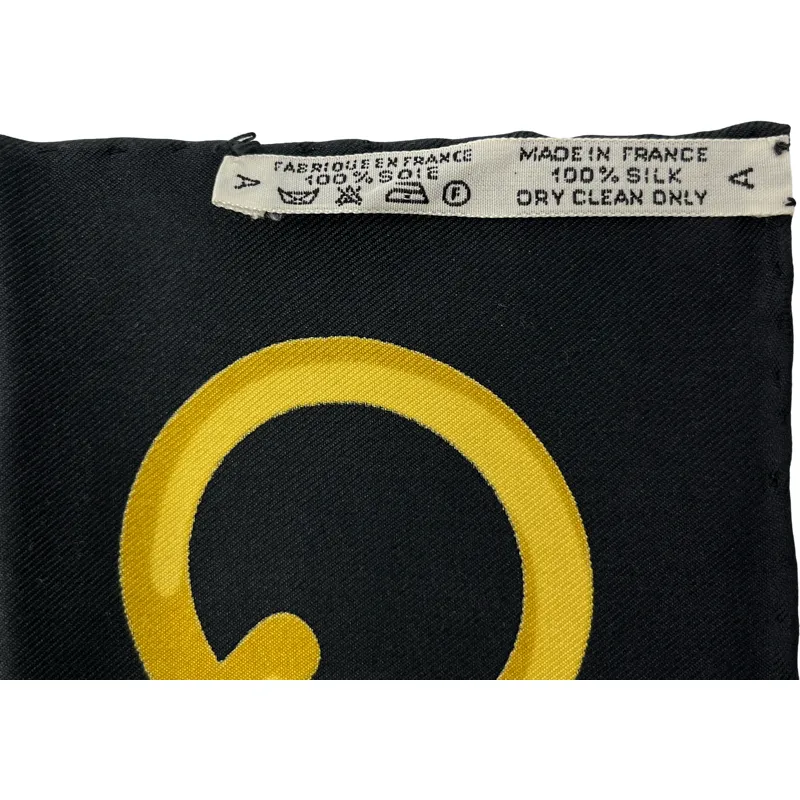 A
FABRIQUE EN FRANCE
100% SOIE
F
MADE IN FRANCE
100% SILK
DRY CLEAN ONLY
A